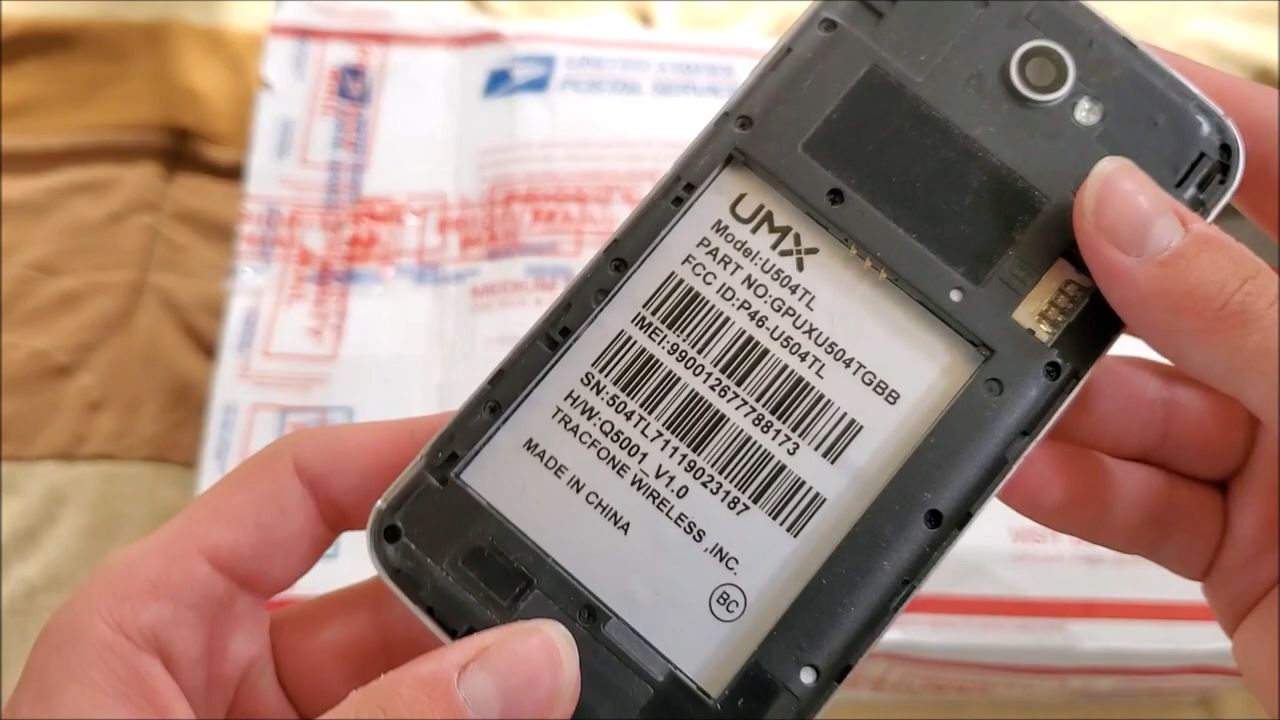 UNITED STATES
POSTAL SERVICE
UMX
Model:U504TL
PART NO:GPUXU504TGBB
FCC ID:P46-U504TL
IMEI:990012677788173
SN:504TL71119023187
H/W:Q5001_V1.0
TRACFONE WIRELESS ,INC.
MADE IN CHINA
BC